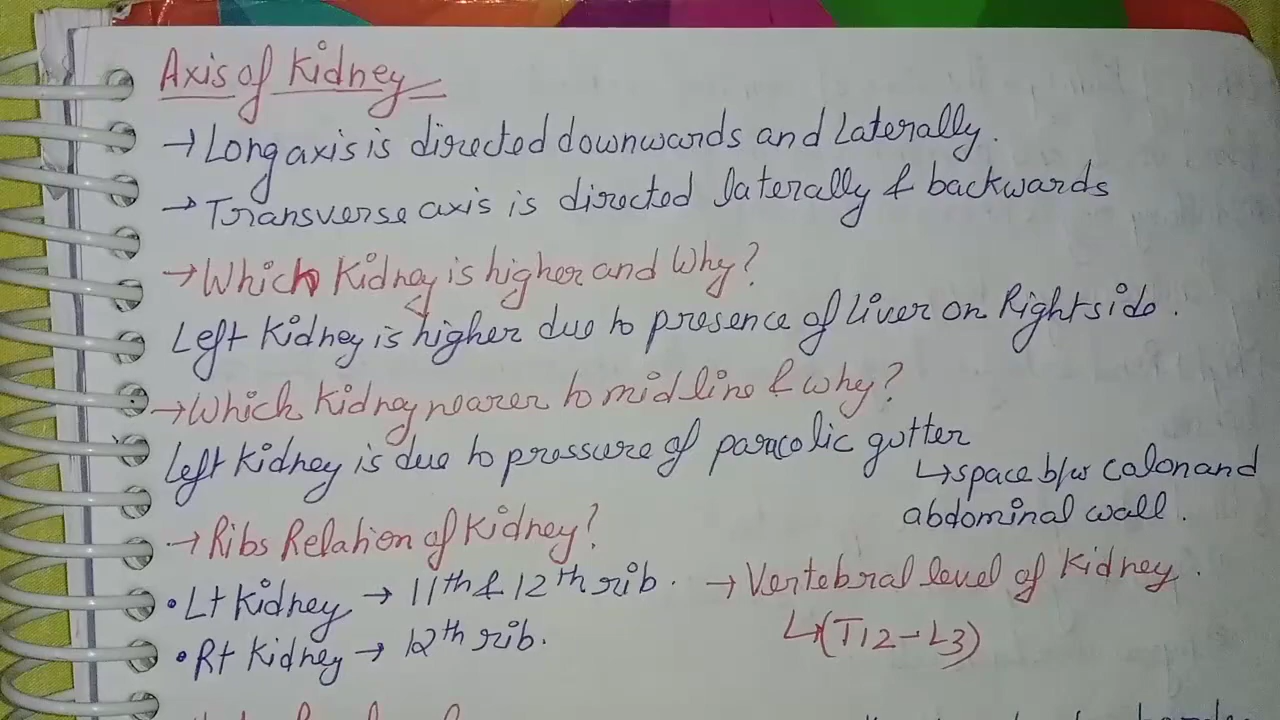 Axis of Kidney
→ Long axis is directed downwards and Laterally.
→ Transverse axis is directed laterally & backwards
→ Which Kidney is higher and Why?
Left Kidney is higher due to presence of Liver on Right side.
→ Which Kidney nearer to midline & why?
Left Kidney is due to pressure of paracolic gutter
↳ space b/w colon and
abdominal wall.
→ Ribs Relation of Kidney?
• Lt Kidney → 11th & 12th rib.
• Rt Kidney → 12th rib.
→ Vertebral level of Kidney.
↳ (T12-L3)